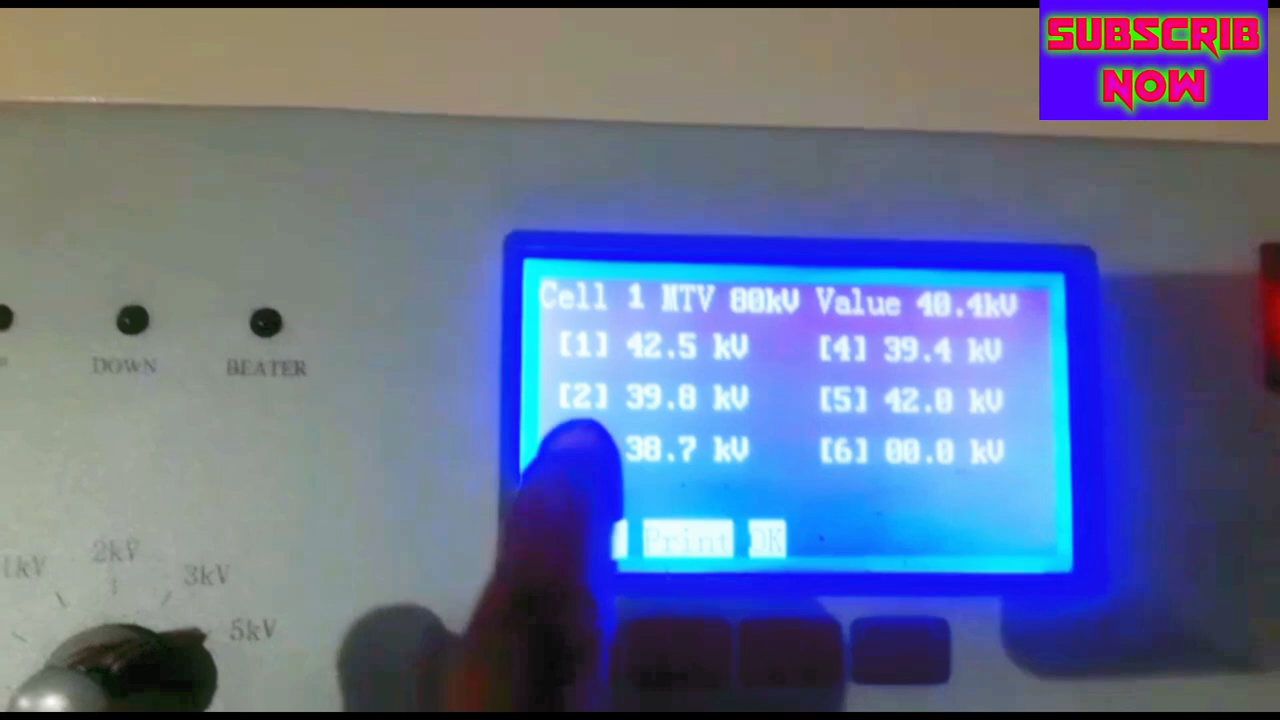 SUBSCRIB
NOW
Cell 1 MTV 80kV Value 40.4kV
[1] 42.5 kV [4] 39.4 kV
[2] 39.8 kV [5] 42.0 kV
38.7 kV [6] 00.0 kV
Print OK
DOWN BEATER
1kV 2kV 3kV
5kV